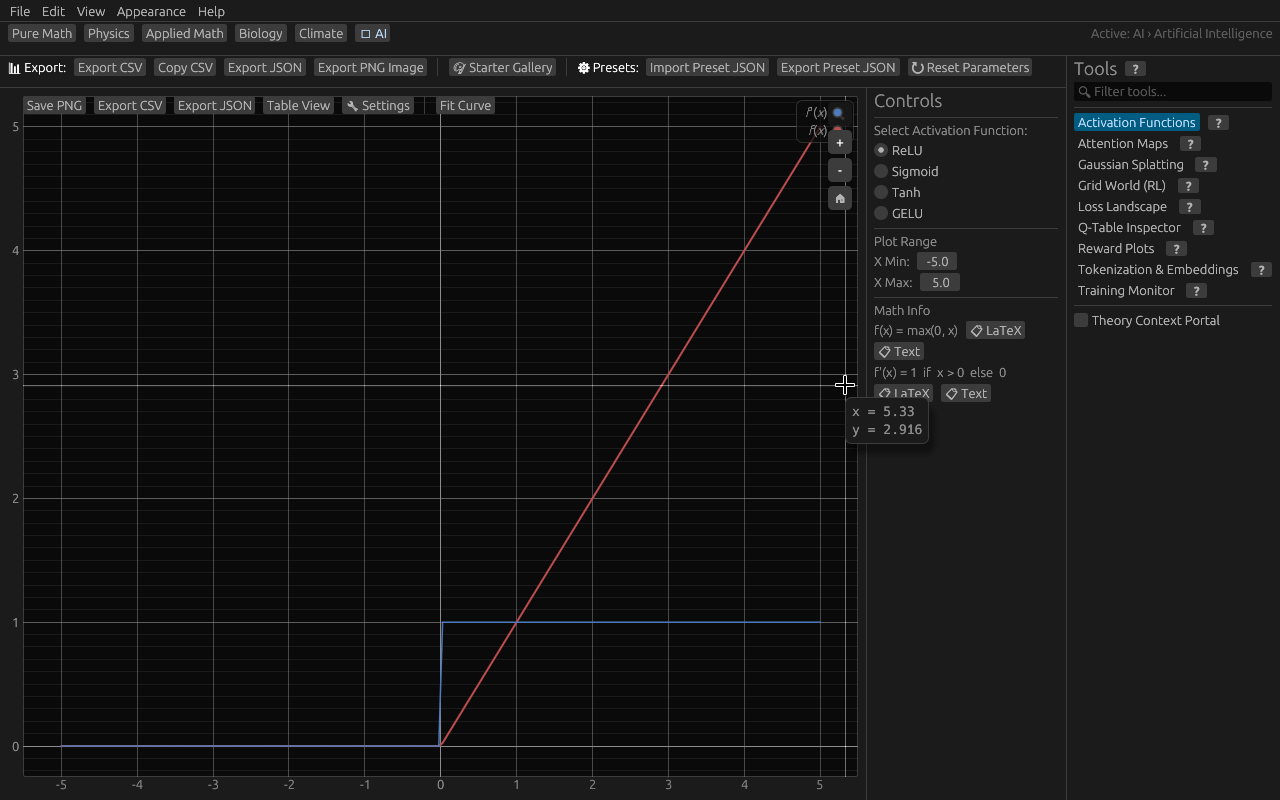 File Edit View Appearance Help
Pure Math Physics Applied Math Biology Climate AI Active: AI › Artificial Intelligence
Export: Export CSV Copy CSV Export JSON Export PNG Image Starter Gallery Presets: Import Preset JSON Export Preset JSON Reset Parameters
Save PNG Export CSV Export JSON Table View Settings Fit Curve
f'(x)
f(x)
+
-
5
4
3
2
1
0
-5 -4 -3 -2 -1 0 1 2 3 4 5
x = 5.33
y = 2.916
Controls
Select Activation Function:
ReLU
Sigmoid
Tanh
GELU
Plot Range
X Min: -5.0
X Max: 5.0
Math Info
f(x) = max(0, x) LaTeX
Text
f'(x) = 1 if x > 0 else 0
LaTeX Text
Tools ?
Filter tools...
Activation Functions ?
Attention Maps ?
Gaussian Splatting ?
Grid World (RL) ?
Loss Landscape ?
Q-Table Inspector ?
Reward Plots ?
Tokenization & Embeddings ?
Training Monitor ?
Theory Context Portal